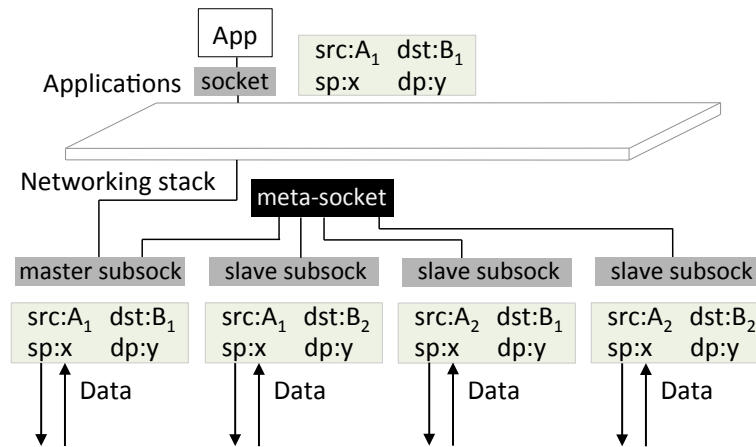 App
Applications
socket
src:A₁ dst:B₁
sp:x dp:y
Networking stack
meta-socket
master subsock
slave subsock
slave subsock
slave subsock
src:A₁ dst:B₁
sp:x dp:y
src:A₁ dst:B₂
sp:x dp:y
src:A₂ dst:B₁
sp:x dp:y
src:A₂ dst:B₂
sp:x dp:y
Data
Data
Data
Data